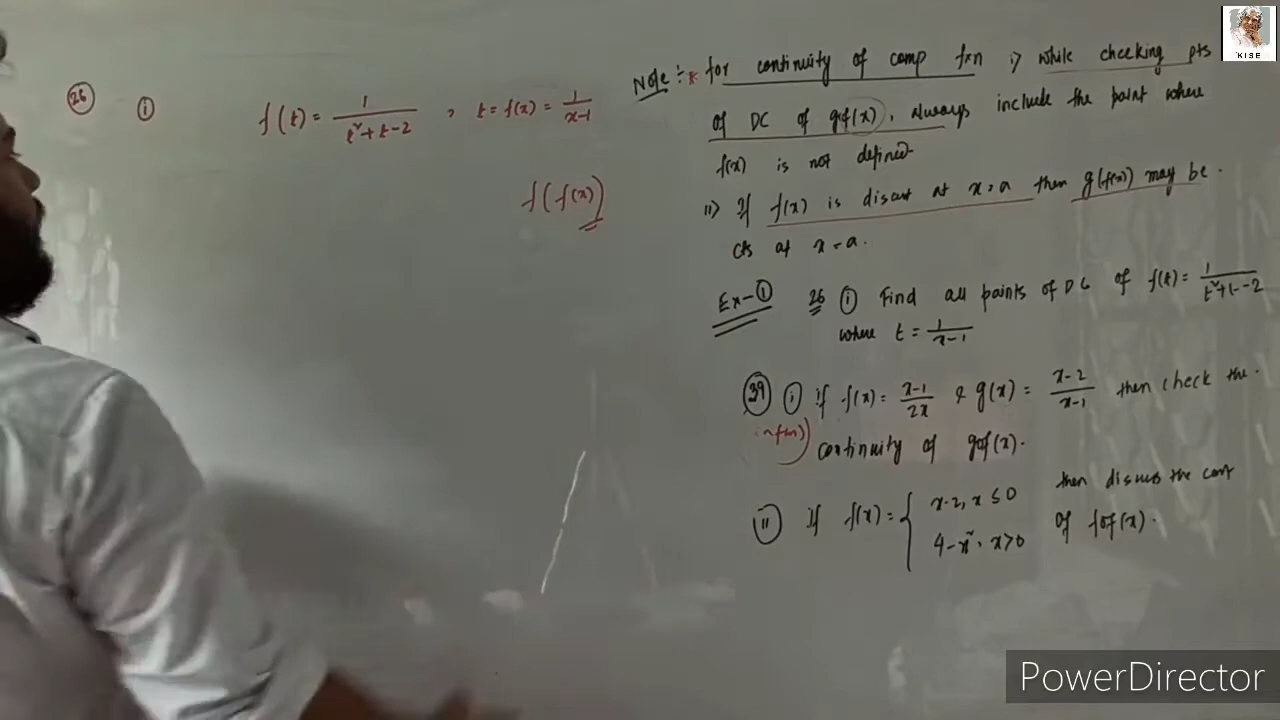 26 i f(t) = 1/(t²+t-2) , t = f(x) = 1/(x-1)
f(f(x))
Note :- * for continuity of comp fxn i> while checking pts
of DC of gof(x), always include the point where
f(x) is not defined
ii> If f(x) is discont at x=a then g(f(x)) may be.
cts at x=a.
Ex-1 26 i Find all points of DC of f(t) = 1/(t²+t-2)
where t = 1/(x-1)
39 i if f(x) = (x-1)/2x & g(x) = (x-2)/(x-1) then check the.
continuity of gof(x).
ii If f(x) = { x-2, x ≤ 0 then discuss the cont
4-x², x>0 of fof(x).
KISE
PowerDirector